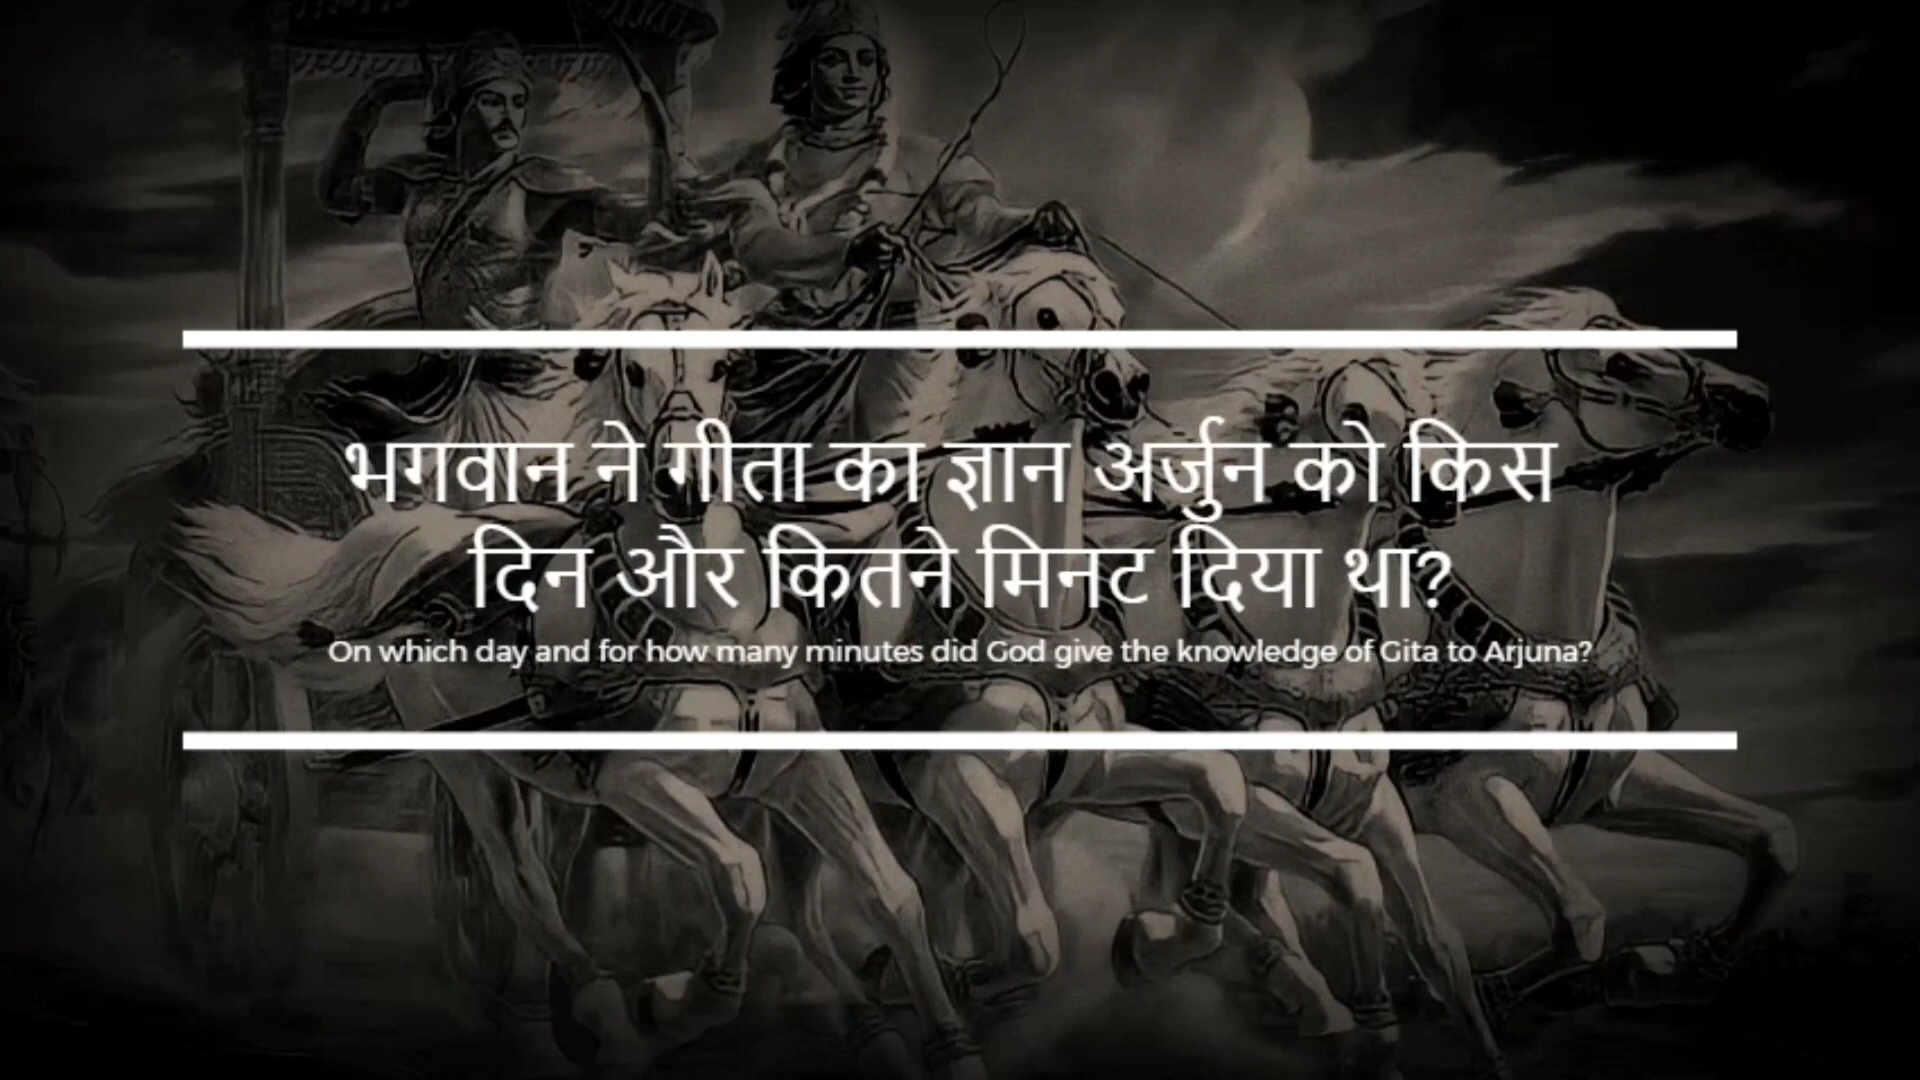 भगवान ने गीता का ज्ञान अर्जुन को किस
दिन और कितने मिनट दिया था?
On which day and for how many minutes did God give the knowledge of Gita to Arjuna?